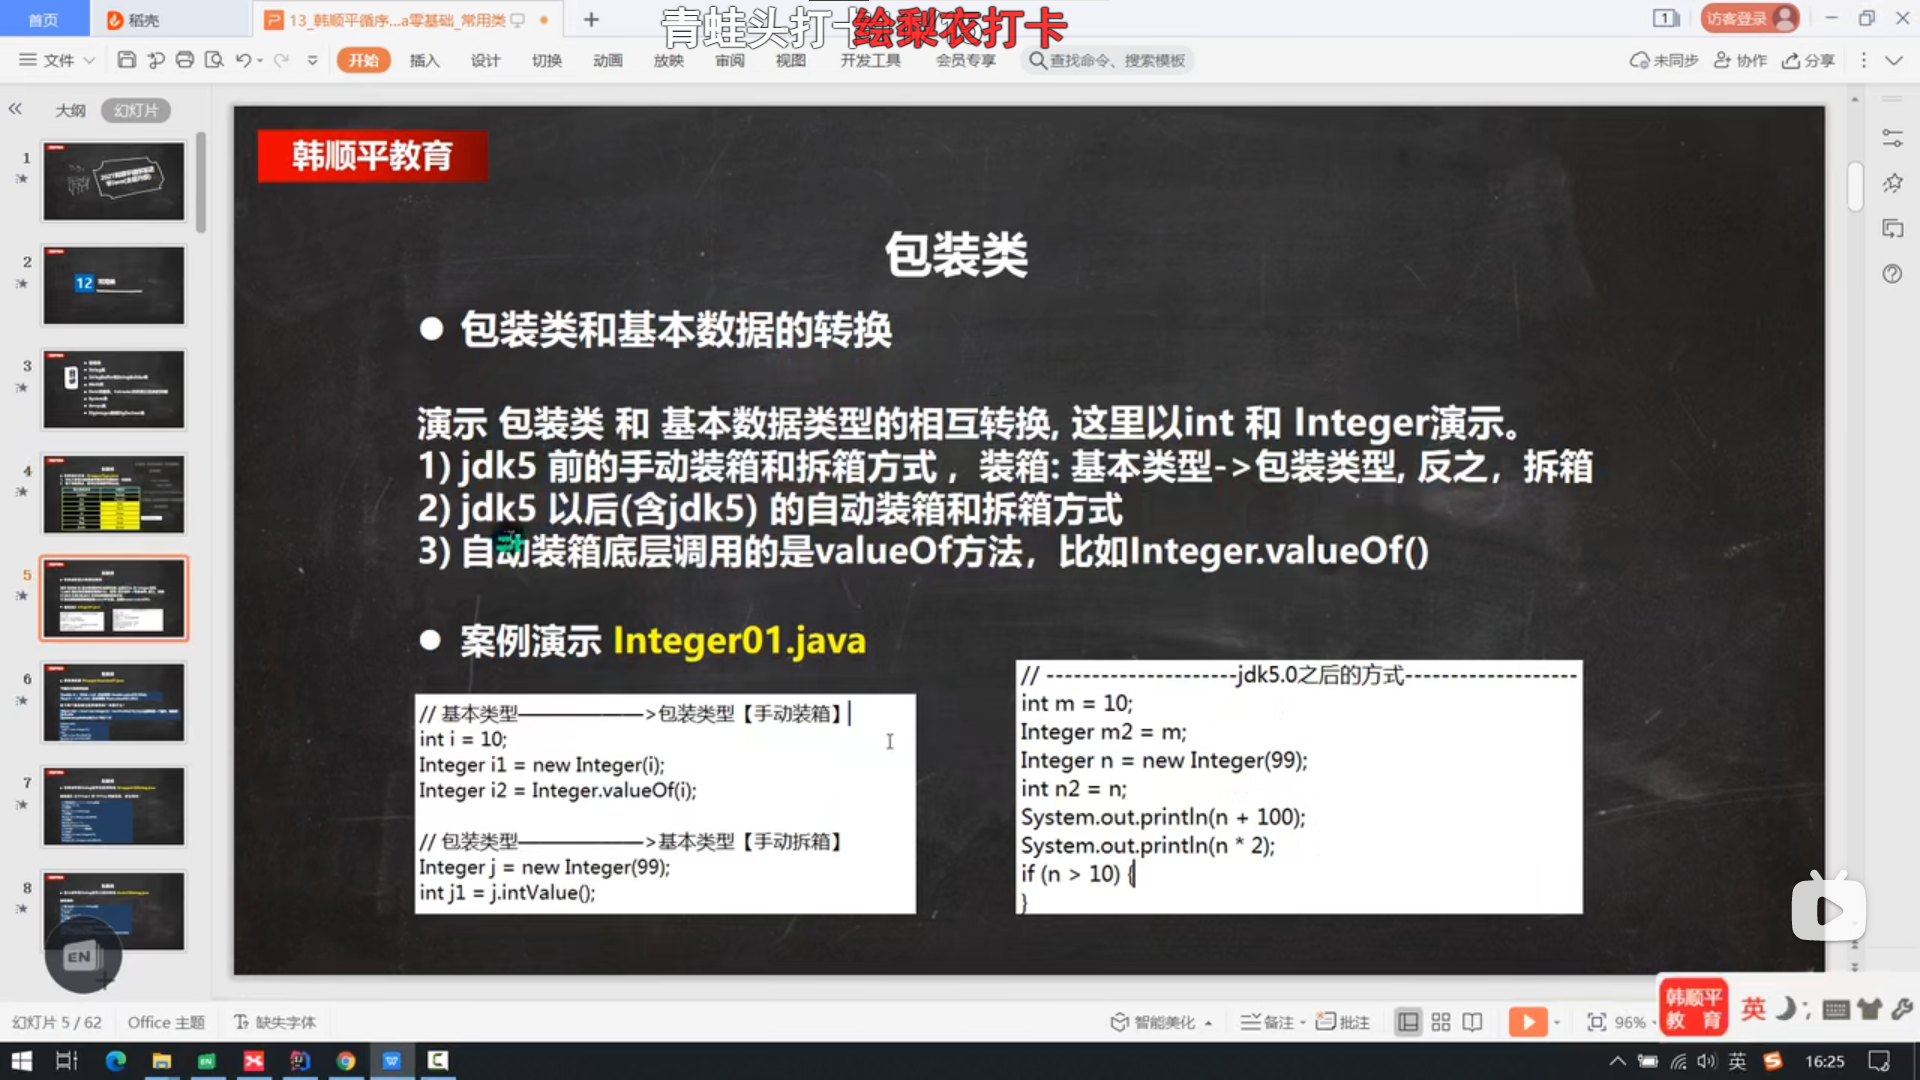 首页
稻壳
13_韩顺平循序...a零基础_常用类
青蛙头打卡
绘梨衣打卡
访客登录
文件
开始
插入
设计
切换
动画
放映
审阅
视图
开发工具
会员专享
查找命令、搜索模板
未同步
协作
分享
大纲
幻灯片
1
2
12
3
4
5
6
7
8
韩顺平教育
包装类
● 包装类和基本数据的转换
演示 包装类 和 基本数据类型的相互转换, 这里以int 和 Integer演示。
1) jdk5 前的手动装箱和拆箱方式 ，装箱: 基本类型->包装类型, 反之，拆箱
2) jdk5 以后(含jdk5) 的自动装箱和拆箱方式
3) 自动装箱底层调用的是valueOf方法，比如Integer.valueOf()
● 案例演示 Integer01.java
// 基本类型——————>包装类型【手动装箱】
int i = 10;
Integer i1 = new Integer(i);
Integer i2 = Integer.valueOf(i);
// 包装类型——————>基本类型【手动拆箱】
Integer j = new Integer(99);
int j1 = j.intValue();
// ---------------------jdk5.0之后的方式-------------------
int m = 10;
Integer m2 = m;
Integer n = new Integer(99);
int n2 = n;
System.out.println(n + 100);
System.out.println(n * 2);
if (n > 10) {
}
EN
韩顺平
教 育
英
幻灯片 5 / 62
Office 主题
缺失字体
智能美化
备注
批注
96%
英
16:25